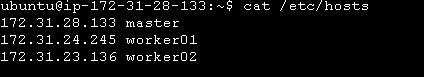 ubuntu@ip-172-31-28-133:~$ cat /etc/hosts
172.31.28.133 master
172.31.24.245 worker01
172.31.23.136 worker02